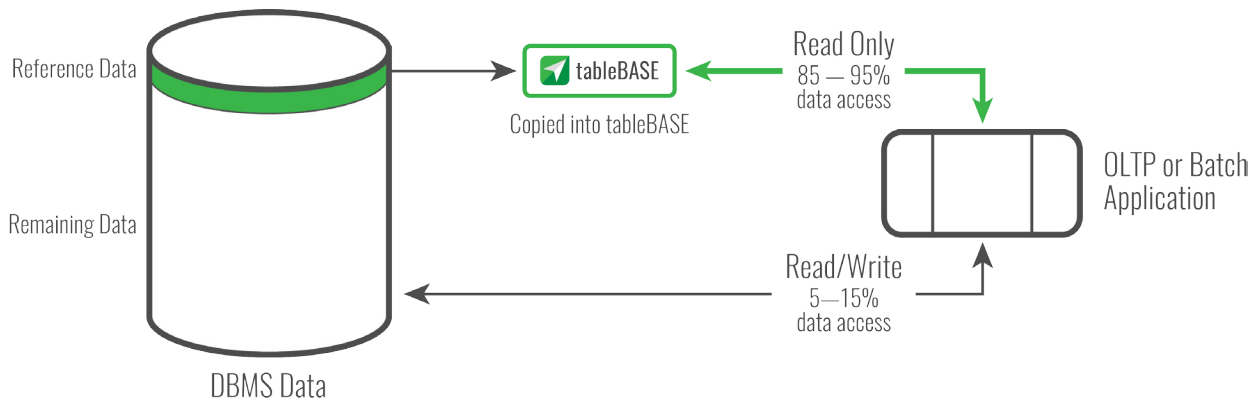 Reference Data
Remaining Data
DBMS Data
tableBASE
Copied into tableBASE
Read Only
85 — 95%
data access
OLTP or Batch
Application
Read/Write
5—15%
data access